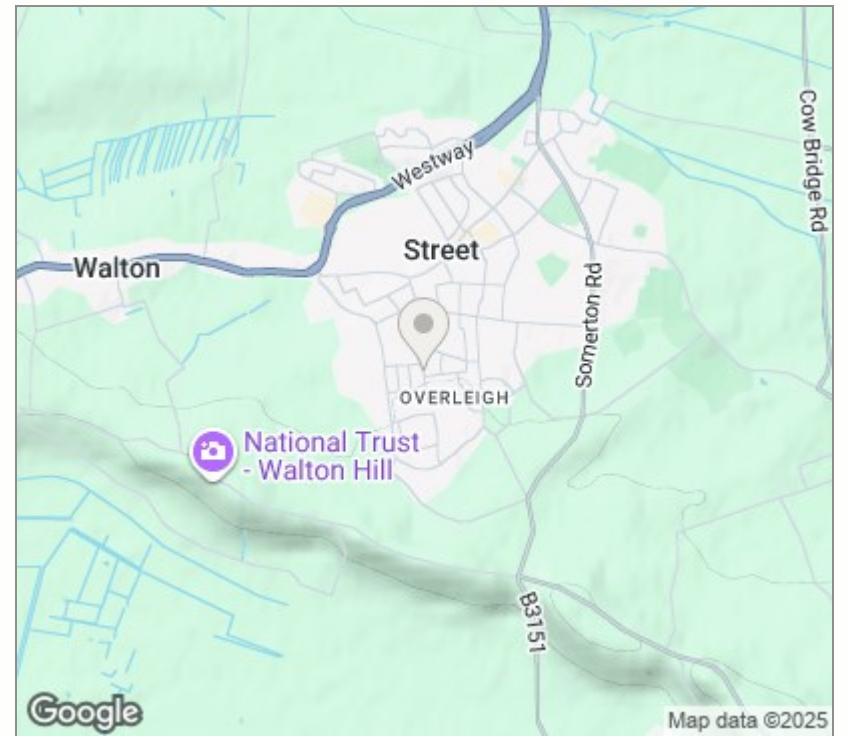 Cow Bridge Rd
Westway
Street
Walton
Somerton Rd
OVERLEIGH
National Trust
- Walton Hill
B3151
Google
Map data ©2025